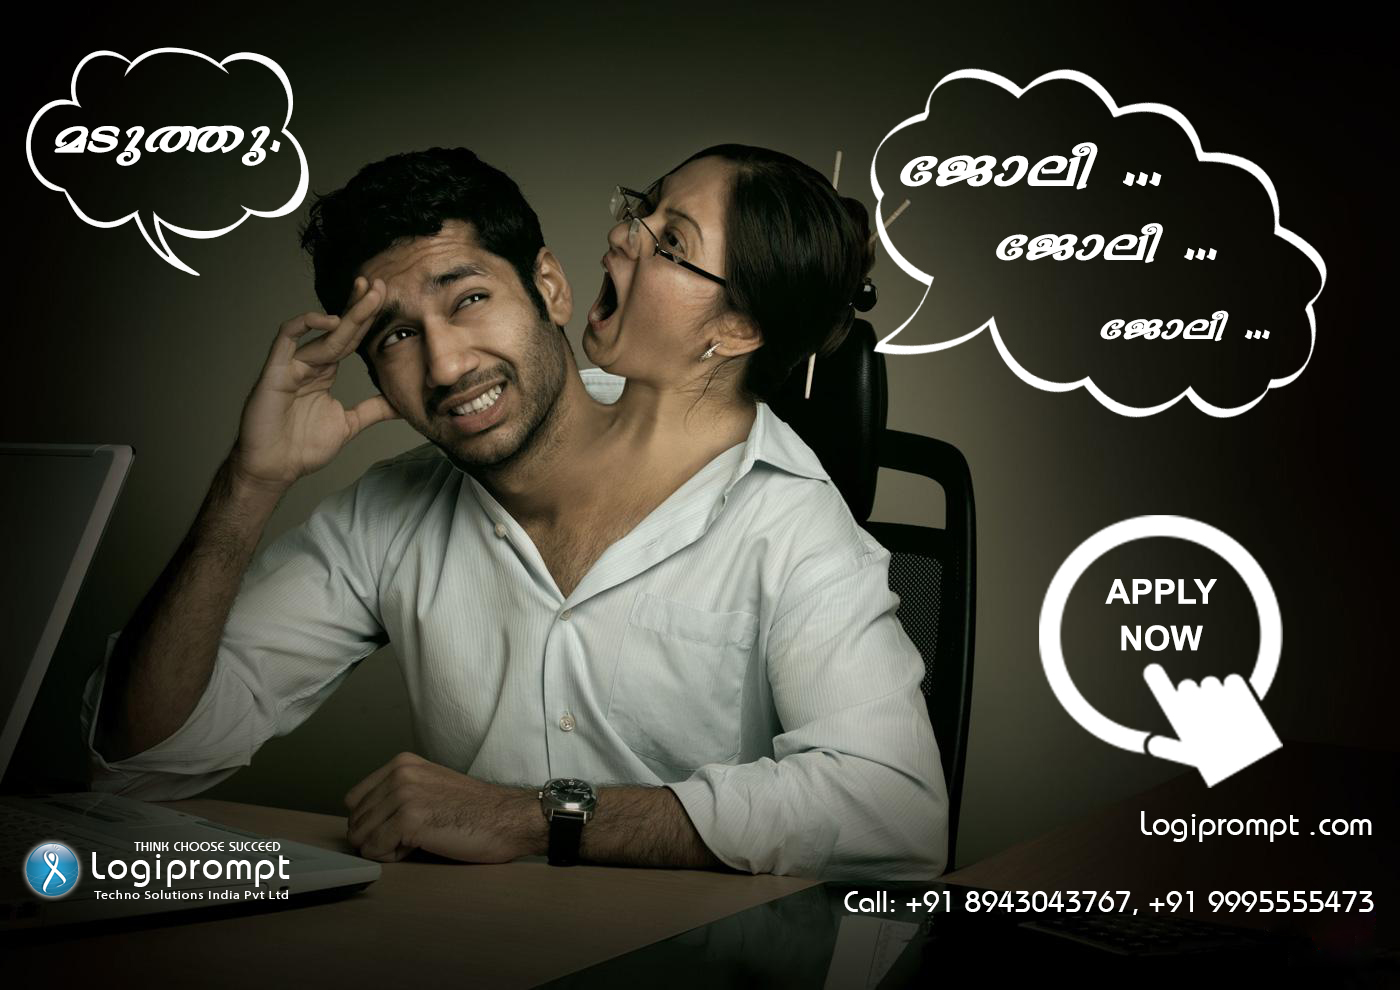 മടുത്തു.
ജോലീ ...
ജോലീ ...
ജോലീ ...
APPLY
NOW
Logiprompt .com
THINK CHOOSE SUCCEED
Logiprompt
Techno Solutions India Pvt Ltd
Call: +91 8943043767, +91 9995555473